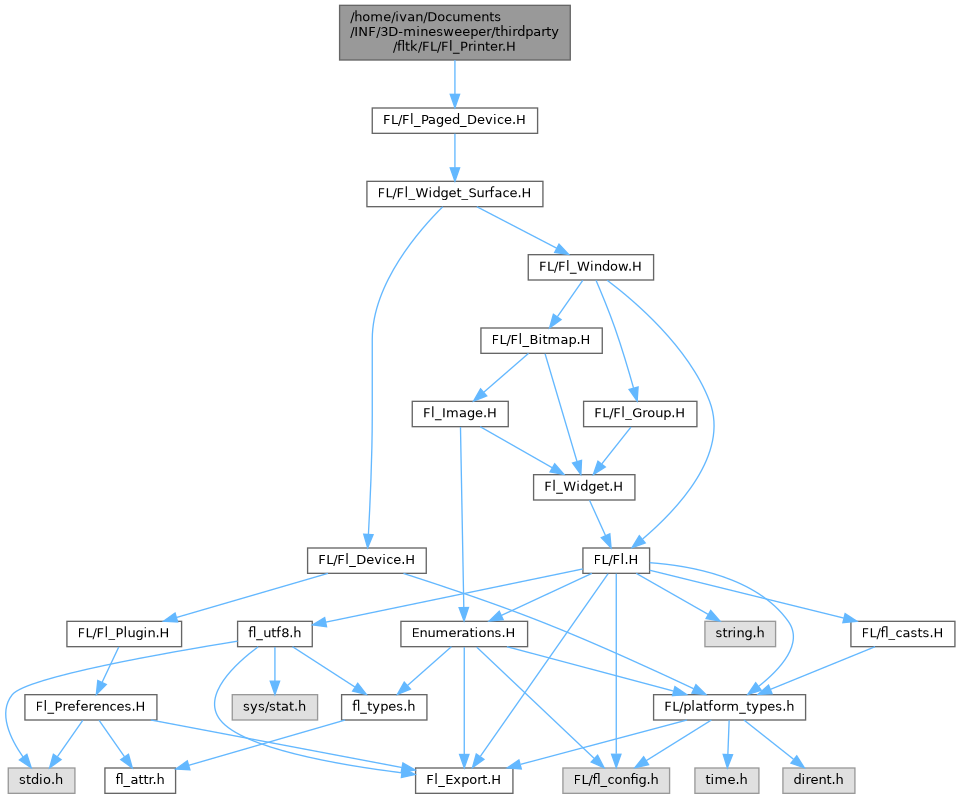 /home/ivan/Documents
/INF/3D-minesweeper/thirdparty
/fltk/FL/Fl_Printer.H
FL/Fl_Paged_Device.H
FL/Fl_Widget_Surface.H
FL/Fl_Window.H
FL/Fl_Bitmap.H
Fl_Image.H
FL/Fl_Group.H
Fl_Widget.H
FL/Fl_Device.H
FL/Fl.H
FL/Fl_Plugin.H
fl_utf8.h
Enumerations.H
string.h
FL/fl_casts.H
Fl_Preferences.H
sys/stat.h
fl_types.h
FL/platform_types.h
stdio.h
fl_attr.h
Fl_Export.H
FL/fl_config.h
time.h
dirent.h